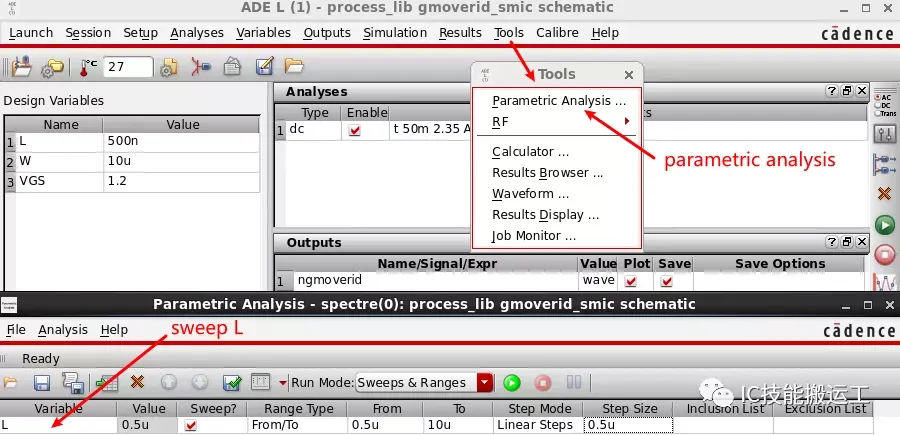 ADE L (1) - process_lib gmoverid_smic schematic
Launch Session Setup Analyses Variables Outputs Simulation Results Tools Calibre Help cādence
°C 27
Design Variables
Name Value
1 L 500n
2 W 10u
3 VGS 1.2
Analyses
Type Enable
1 dc t 50m 2.35 A
Tools
Parametric Analysis ...
RF
Calculator ...
Results Browser ...
Waveform ...
Results Display ...
Job Monitor ...
parametric analysis
AC
DC
Trans
Outputs
Name/Signal/Expr Value Plot Save Save Options
1 ngmoverid wave
Parametric Analysis - spectre(0): process_lib gmoverid_smic schematic
File Analysis Help cādence
sweep L
Ready
Run Mode: Sweeps & Ranges
Variable Value Sweep? Range Type From To Step Mode Step Size Inclusion List Exclusion List
L 0.5u From/To 0.5u 10u Linear Steps 0.5u
IC技能搬运工